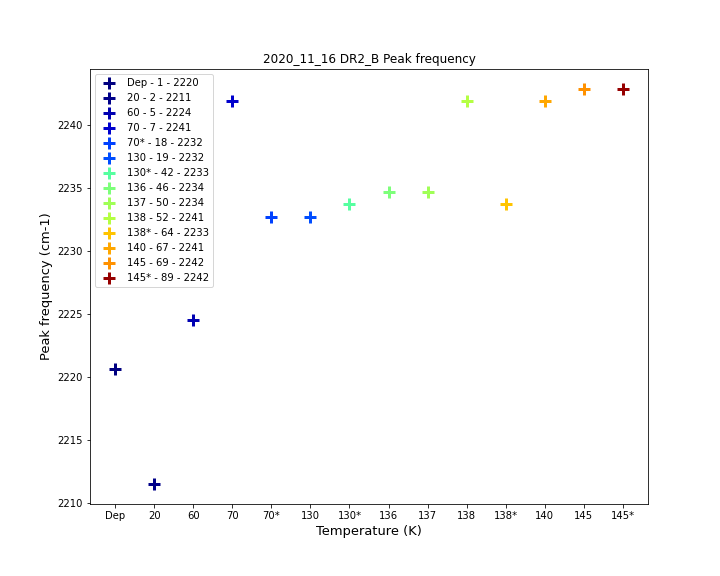 2020_11_16 DR2_B Peak frequency
Dep - 1 - 2220
20 - 2 - 2211
60 - 5 - 2224
70 - 7 - 2241
70* - 18 - 2232
130 - 19 - 2232
130* - 42 - 2233
136 - 46 - 2234
137 - 50 - 2234
138 - 52 - 2241
138* - 64 - 2233
140 - 67 - 2241
145 - 69 - 2242
145* - 89 - 2242
Peak frequency (cm-1)
2240
2235
2230
2225
2220
2215
2210
Dep 20 60 70 70* 130 130* 136 137 138 138* 140 145 145*
Temperature (K)